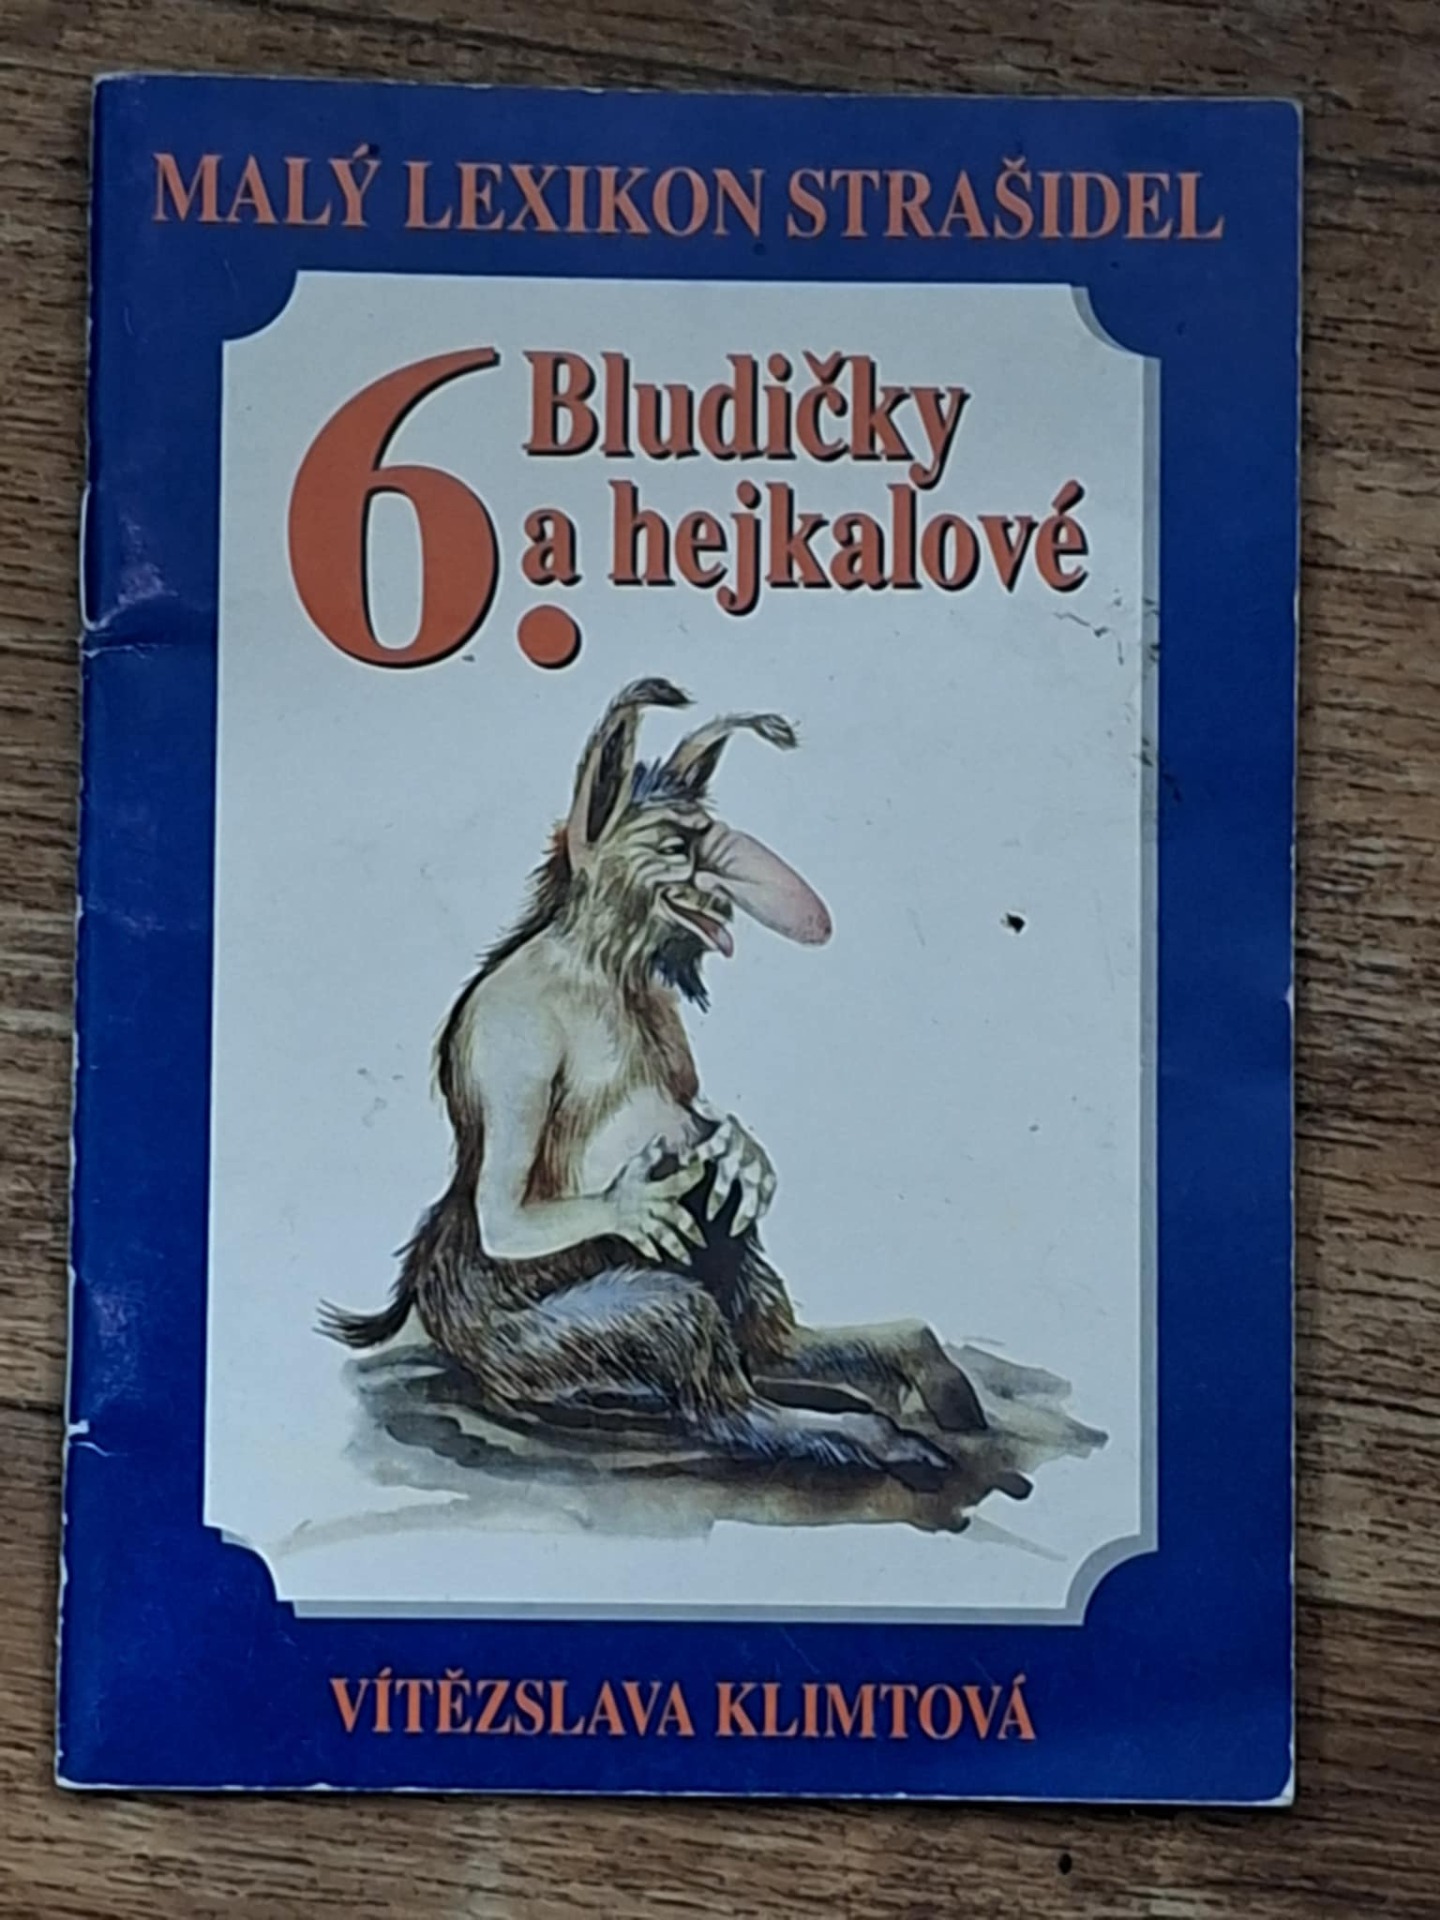 MALÝ LEXIKON STRAŠIDEL
6. Bludičky
a hejkalové
VÍTĚZSLAVA KLIMTOVÁ